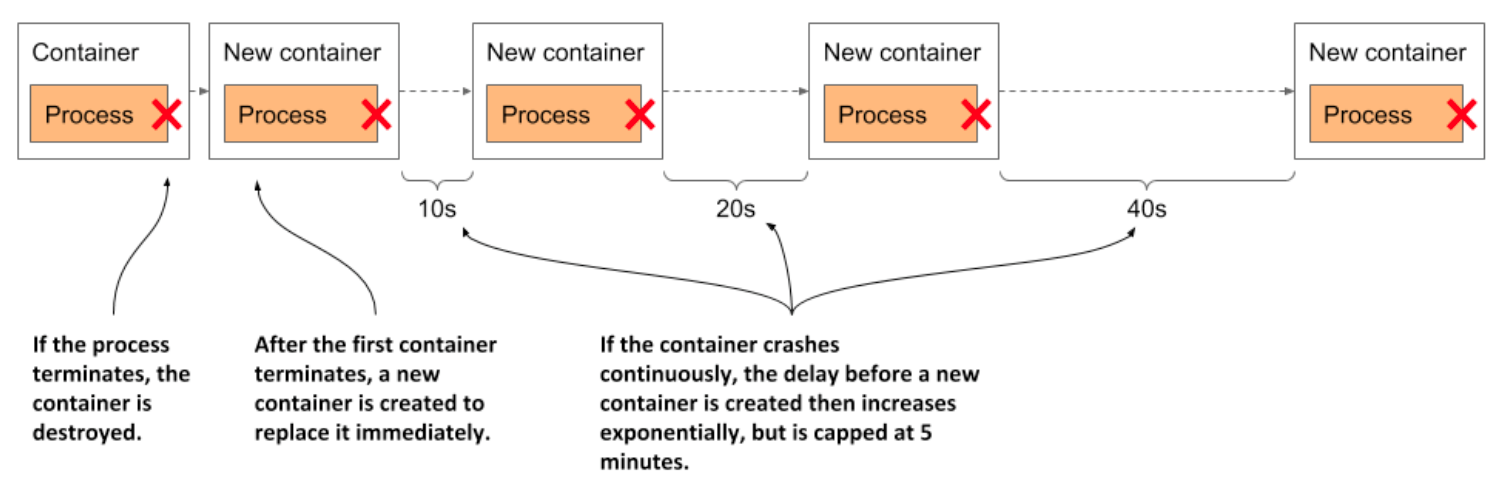 Container
Process
New container
Process
New container
Process
New container
Process
New container
Process
10s
20s
40s
If the process
terminates, the
container is
destroyed.
After the first container
terminates, a new
container is created to
replace it immediately.
If the container crashes
continuously, the delay before a new
container is created then increases
exponentially, but is capped at 5
minutes.